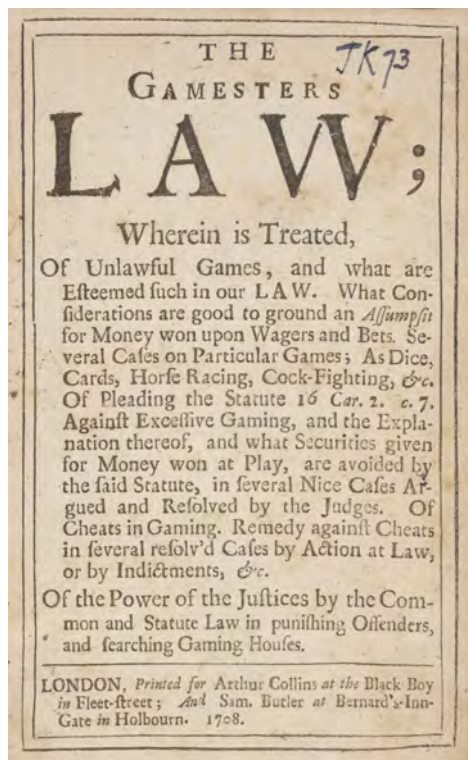 THE
JK73
GAMESTERS
LAW;
Wherein is Treated,
Of Unlawful Games, and what are
Eſteemed ſuch in our LAW. What Con-
ſiderations are good to ground an Aſſumpſit
for Money won upon Wagers and Bets. Se-
veral Caſes on Particular Games; As Dice,
Cards, Horſe Racing, Cock-Fighting, &c.
Of Pleading the Statute 16 Car. 2. c. 7.
Againſt Exceſſive Gaming, and the Expla-
nation thereof, and what Securities given
for Money won at Play, are avoided by
the ſaid Statute, in ſeveral Nice Caſes Ar-
gued and Reſolved by the Judges. Of
Cheats in Gaming. Remedy againſt Cheats
in ſeveral reſolv'd Caſes by Action at Law,
or by Indictments, &c.
Of the Power of the Juſtices by the Com-
mon and Statute Law in puniſhing Offenders,
and ſearching Gaming Houſes.
LONDON, Printed for Arthur Collins at the Black Boy
in Fleet-ſtreet; And Sam. Butler at Bernard's-Inn-
Gate in Holbourn. 1708.